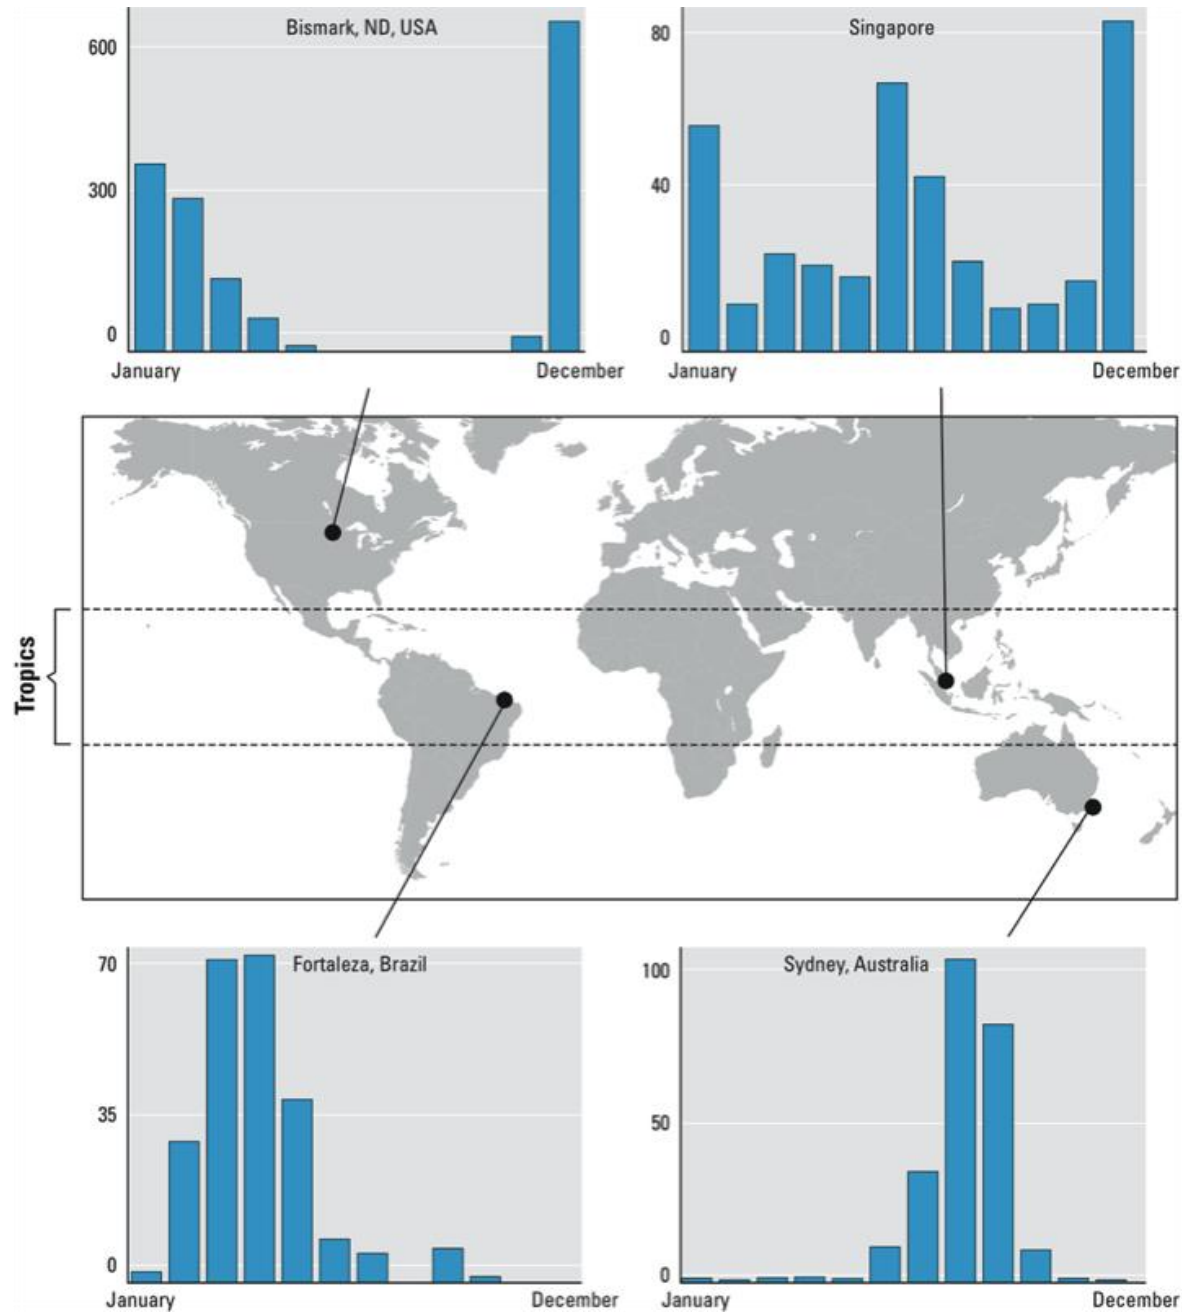 Bismark, ND, USA
600
300
0
January
December
Singapore
80
40
0
January
December
Tropics
Fortaleza, Brazil
70
35
0
January
December
Sydney, Australia
100
50
0
January
December